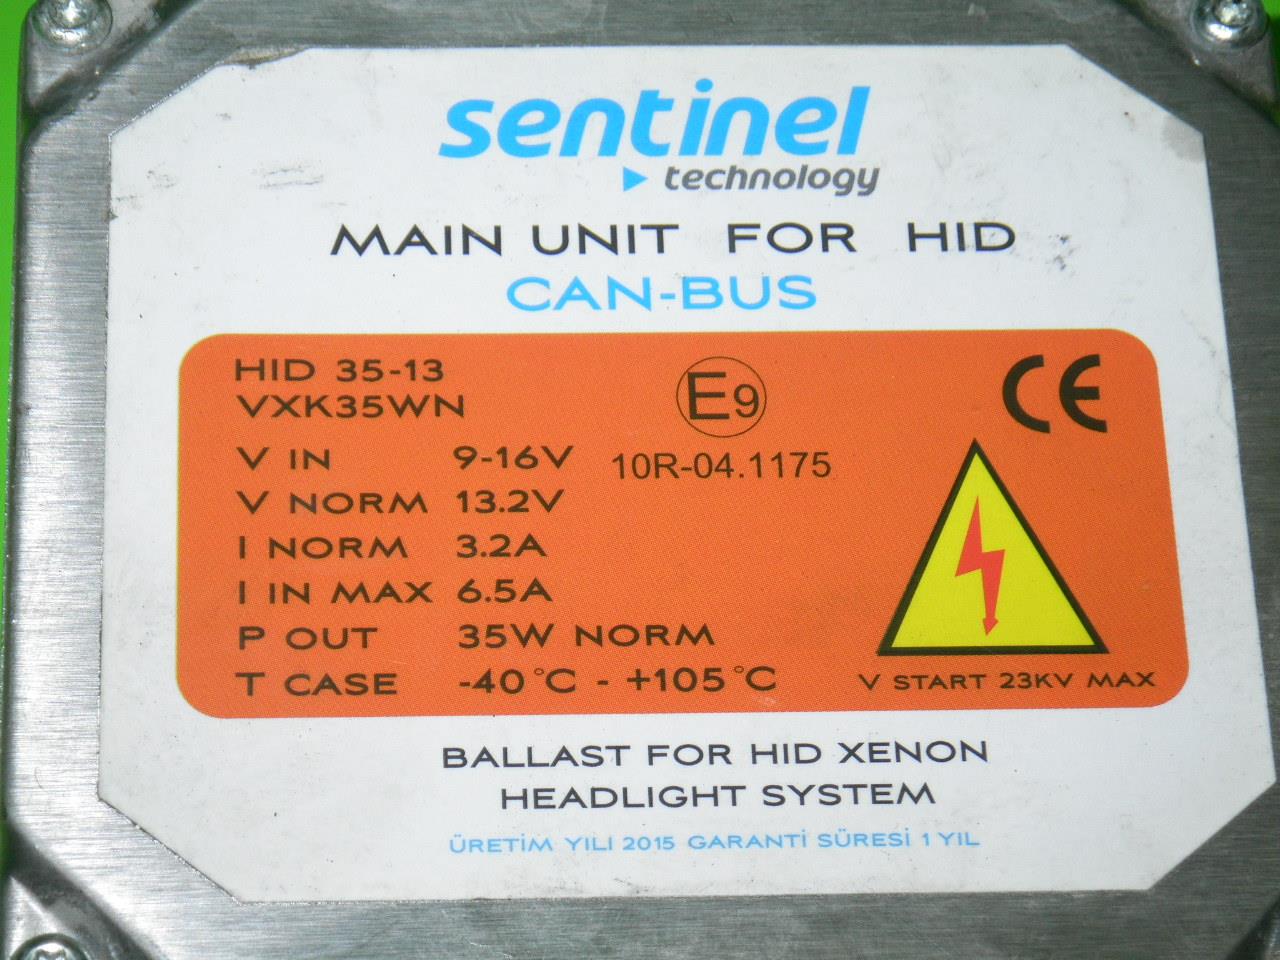 sentinel
technology
MAIN UNIT FOR HID
CAN-BUS
HID 35-13
VXK35WN
E9
CE
V IN 9-16V
10R-04.1175
V NORM 13.2V
I NORM 3.2A
I IN MAX 6.5A
P OUT 35W NORM
T CASE -40°C - +105°C
V START 23KV MAX
BALLAST FOR HID XENON
HEADLIGHT SYSTEM
ÜRETİM YILI 2015 GARANTİ SÜRESİ 1 YIL